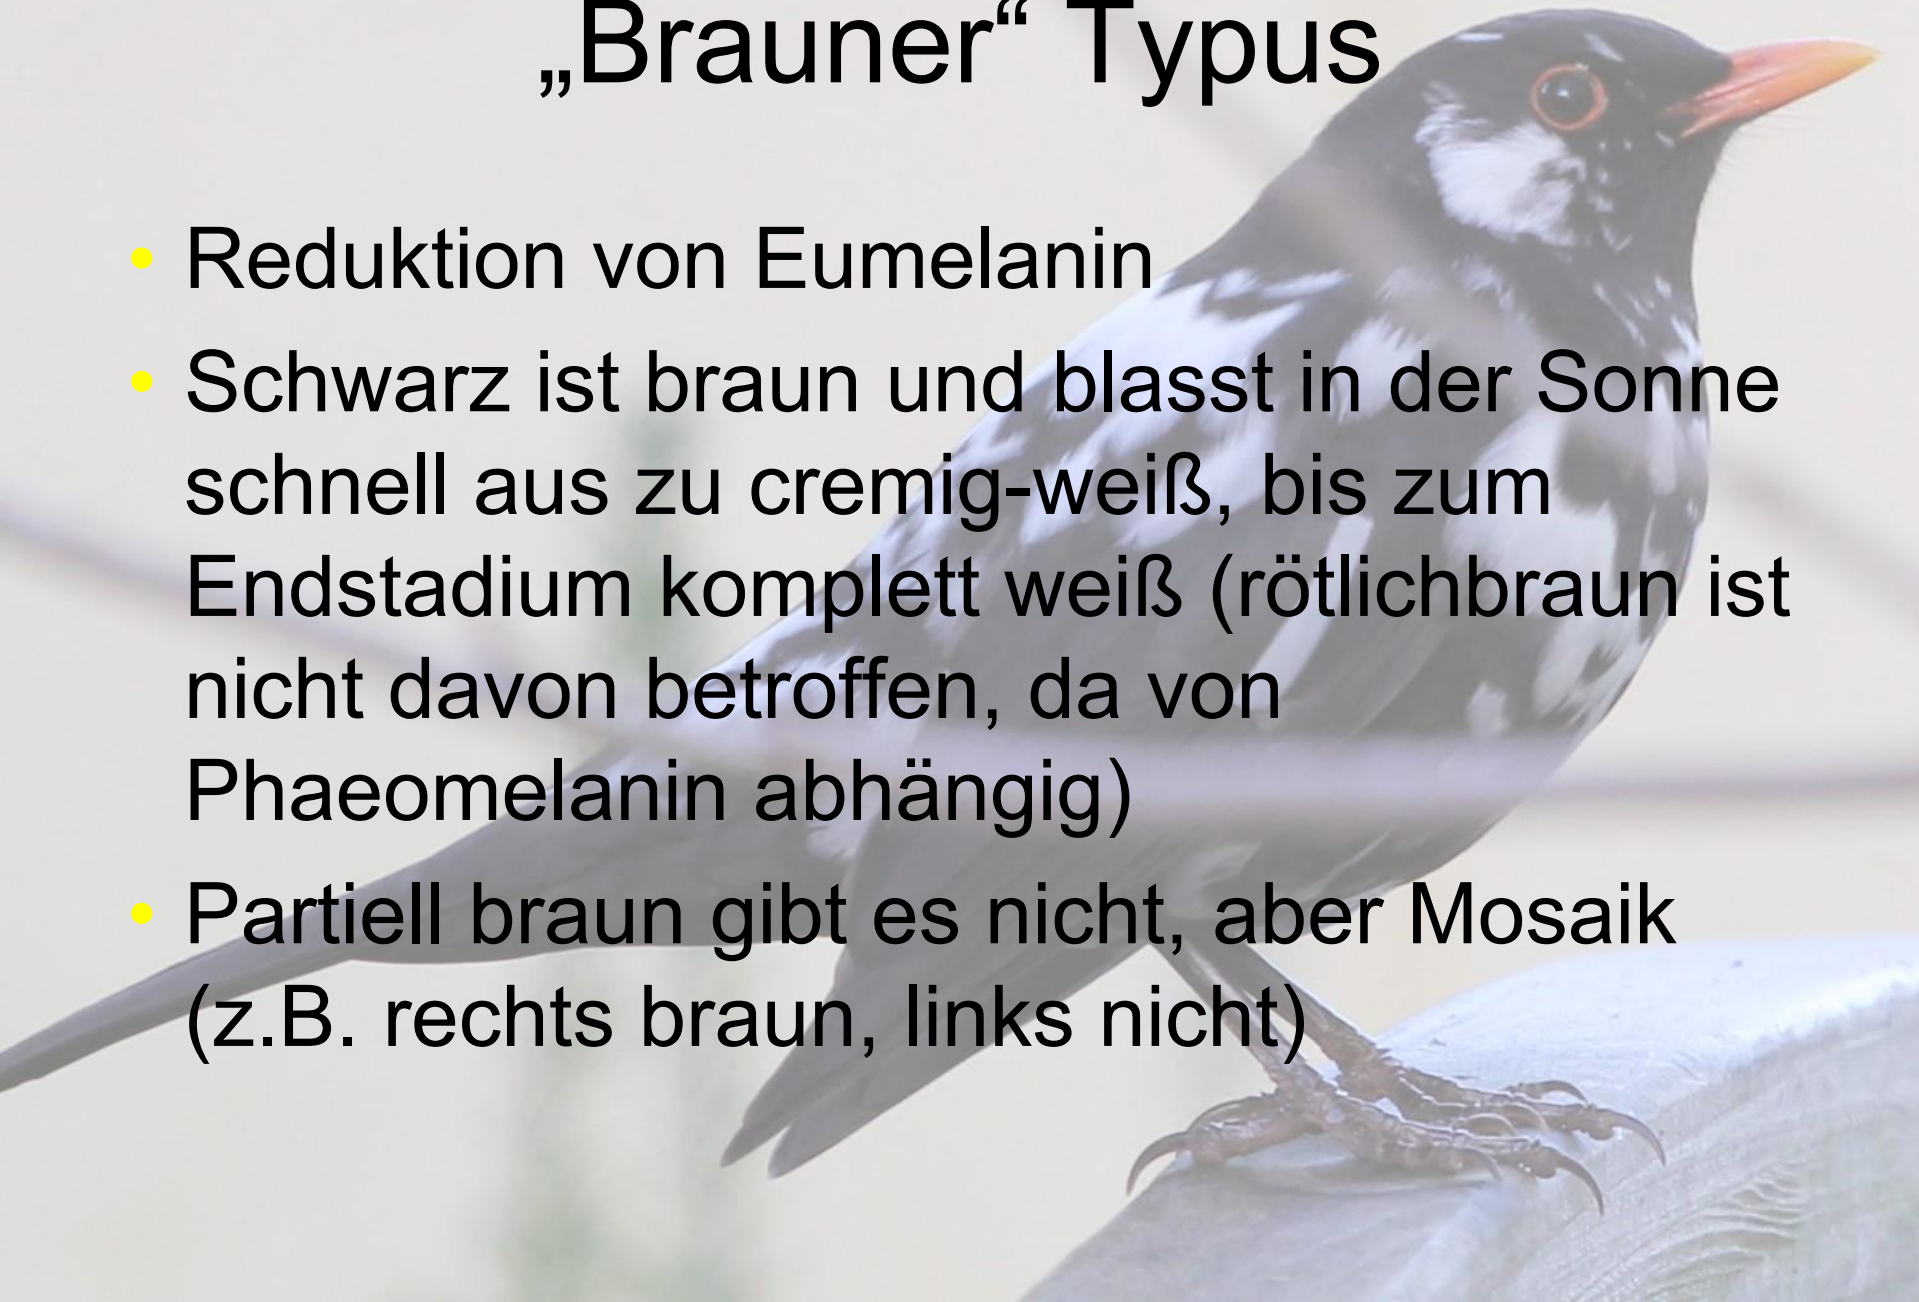 „Brauner“ Typus
• Reduktion von Eumelanin
• Schwarz ist braun und blasst in der Sonne
schnell aus zu cremig-weiß, bis zum
Endstadium komplett weiß (rötlichbraun ist
nicht davon betroffen, da von
Phaeomelanin abhängig)
• Partiell braun gibt es nicht, aber Mosaik
(z.B. rechts braun, links nicht)